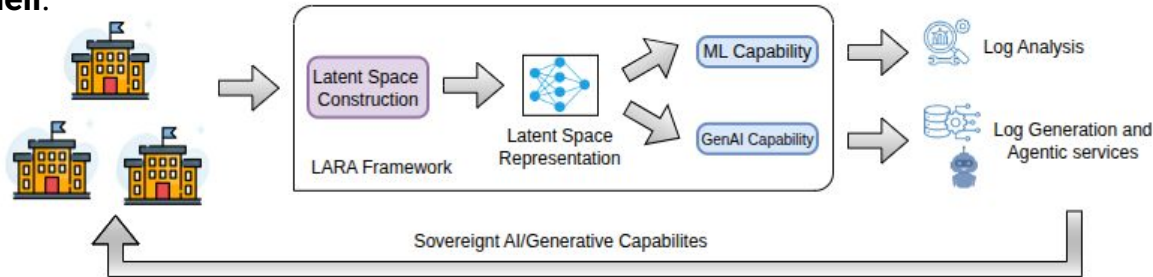 Latent Space
Construction
LARA Framework
Latent Space
Representation
ML Capability
GenAI Capability
Log Analysis
Log Generation and
Agentic services
Sovereignt AI/Generative Capabilites